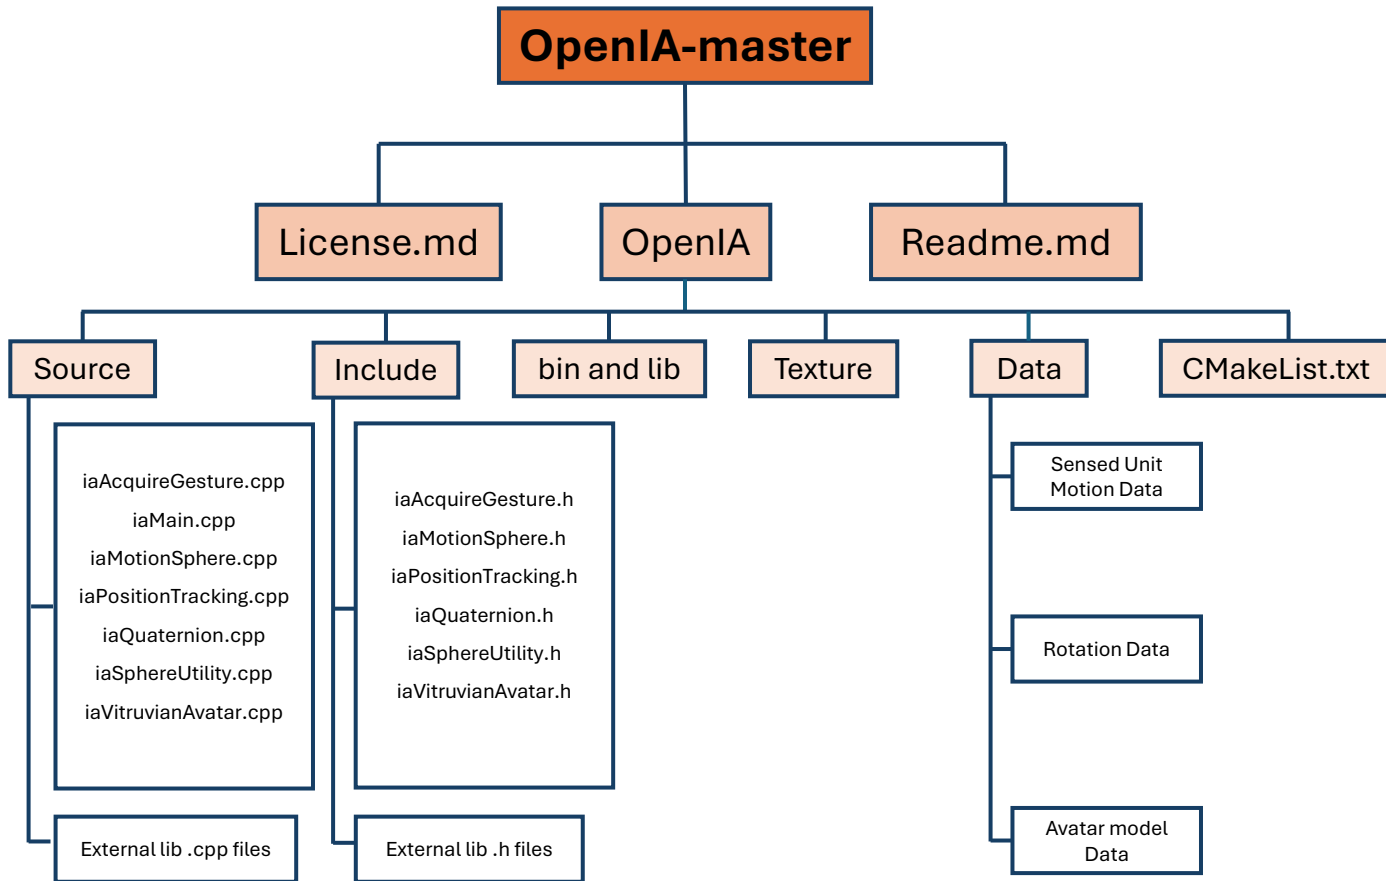 OpenIA-master
License.md
OpenIA
Readme.md
Source
Include
bin and lib
Texture
Data
CMakeList.txt
iaAcquireGesture.cpp
iaMain.cpp
iaMotionSphere.cpp
iaPositionTracking.cpp
iaQuaternion.cpp
iaSphereUtility.cpp
iaVitruvianAvatar.cpp
External lib .cpp files
iaAcquireGesture.h
iaMotionSphere.h
iaPositionTracking.h
iaQuaternion.h
iaSphereUtility.h
iaVitruvianAvatar.h
External lib .h files
Sensed Unit
Motion Data
Rotation Data
Avatar model
Data